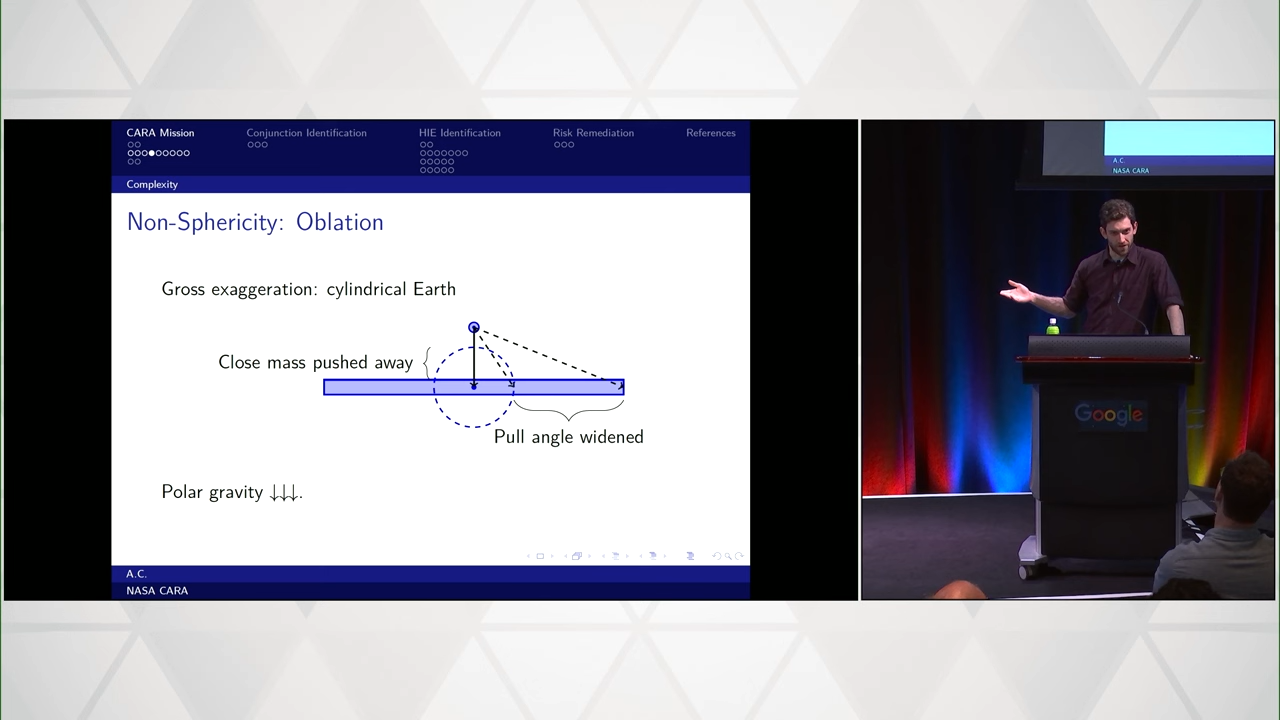 CARA Mission
Conjunction Identification
HIE Identification
Risk Remediation
References
Complexity
Non-Sphericity: Oblation
Gross exaggeration: cylindrical Earth
Close mass pushed away
Pull angle widened
Polar gravity ↓↓↓.
A.C.
NASA CARA
A.C.
NASA CARA
Google